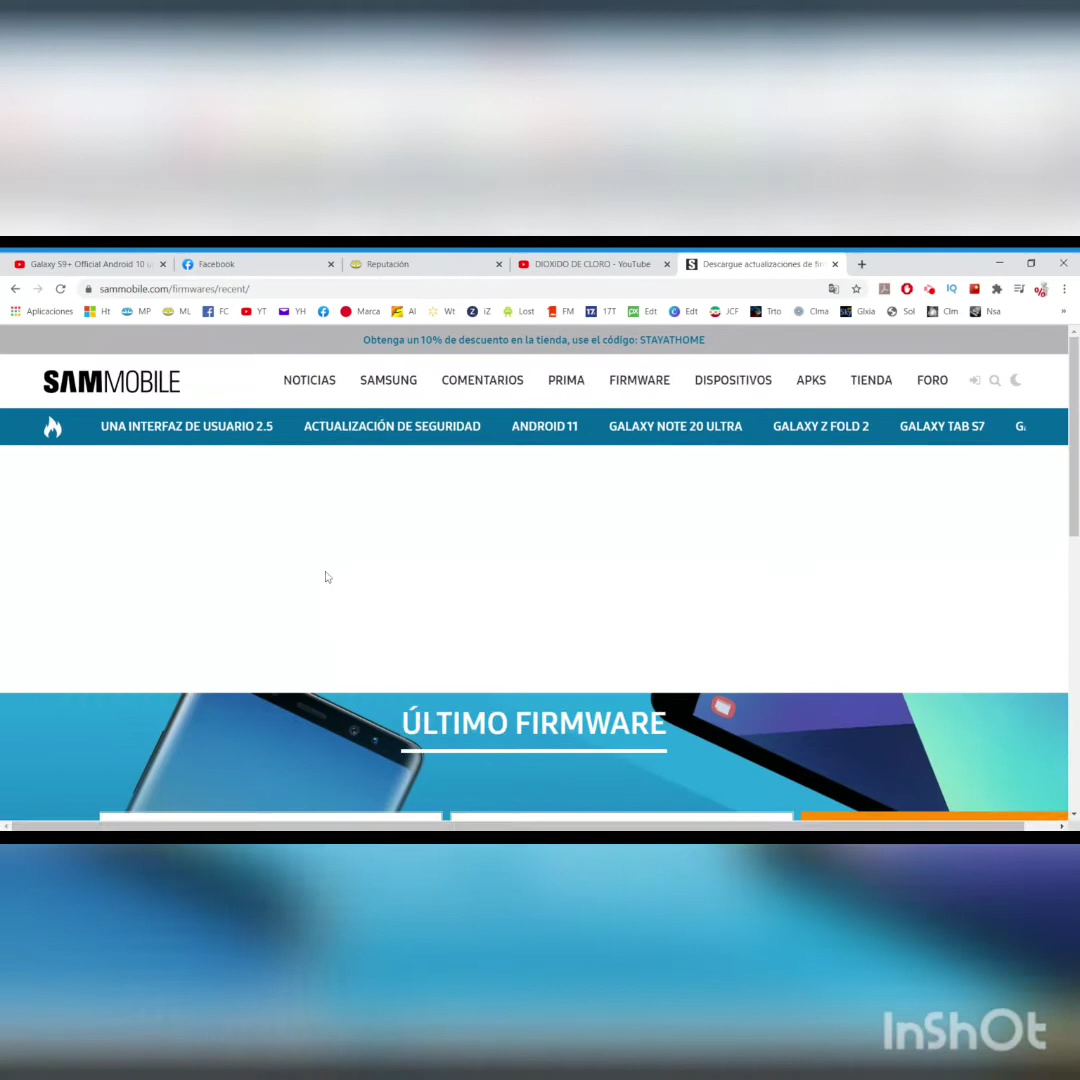 Galaxy S9+ Official Android 10 u
Facebook
Reputación
DIOXIDO DE CLORO - YouTube
Descargue actualizaciones de fir
sammobile.com/firmwares/recent/
Aplicaciones Ht MP ML FC YT YH Marca Al Wt iZ Lost FM 17T Edt Edt JCF Trto Clma Glxia Sol Clm Nsa
Obtenga un 10% de descuento en la tienda, use el código: STAYATHOME
SAMMOBILE NOTICIAS SAMSUNG COMENTARIOS PRIMA FIRMWARE DISPOSITIVOS APKS TIENDA FORO
UNA INTERFAZ DE USUARIO 2.5 ACTUALIZACIÓN DE SEGURIDAD ANDROID 11 GALAXY NOTE 20 ULTRA GALAXY Z FOLD 2 GALAXY TAB S7
ÚLTIMO FIRMWARE
InShOt